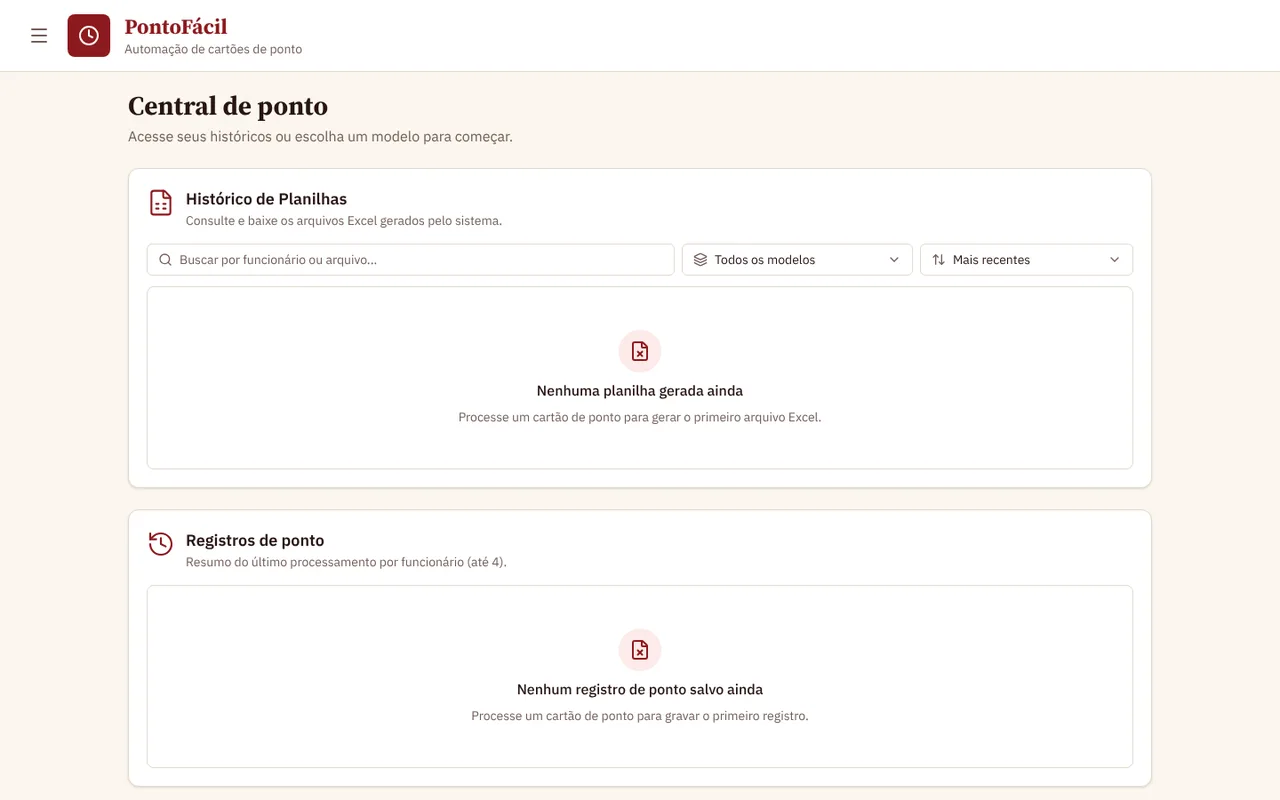 PontoFácil
Automação de cartões de ponto
Central de ponto
Acesse seus históricos ou escolha um modelo para começar.
Histórico de Planilhas
Consulte e baixe os arquivos Excel gerados pelo sistema.
Buscar por funcionário ou arquivo...
Todos os modelos
Mais recentes
Nenhuma planilha gerada ainda
Processe um cartão de ponto para gerar o primeiro arquivo Excel.
Registros de ponto
Resumo do último processamento por funcionário (até 4).
Nenhum registro de ponto salvo ainda
Processe um cartão de ponto para gravar o primeiro registro.